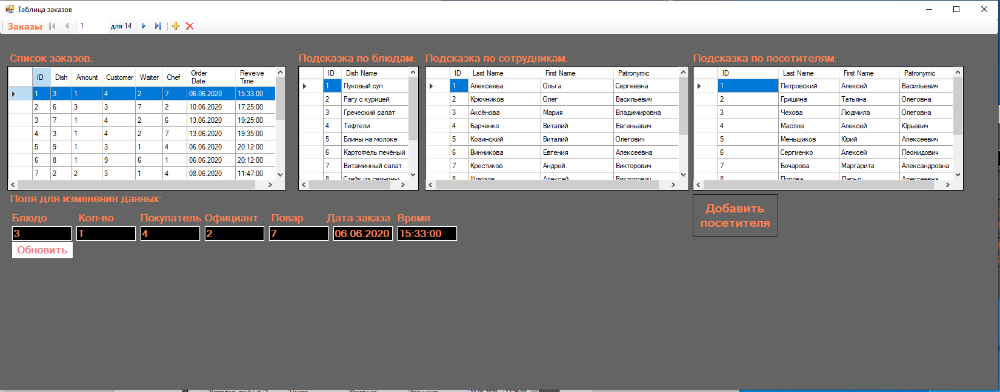 Таблица заказов
Заказы 1 для 14
Список заказов: Подсказка по блюдам: Подсказка по сотрудникам: Подсказка по посетителям:
ID Dish Amount Customer Waiter Chef Order Date Reveive Time
1 3 1 4 2 7 06.06.2020 15:33:00
2 6 3 3 7 2 10.06.2020 17:25:00
3 7 1 4 2 6 13.06.2020 19:25:00
4 3 1 4 2 7 13.06.2020 19:35:00
5 9 1 3 1 4 06.06.2020 20:12:00
6 8 1 9 6 1 06.06.2020 20:12:00
7 2 2 3 1 4 08.06.2020 11:47:00
ID Dish Name
1 Луковый суп
2 Рагу с курицей
3 Греческий салат
4 Тефтели
5 Блины на молоке
6 Картофель печёный
7 Витаминный салат
8 Стейк из свинины
ID Last Name First Name Patronymic
1 Алексеева Ольга Сергеевна
2 Крючников Олег Васильевич
3 Аксёнова Мария Владимировна
4 Барченко Виталий Евгеньевич
5 Козинский Виталий Олегович
6 Винникова Евгения Алексеевна
7 Крестиков Андрей Викторович
8 Шлюзов Алексей Викторович
ID Last Name First Name Patronymic
1 Петровский Алексей Васильевич
2 Гришина Татьяна Олеговна
3 Чехова Людмила Олеговна
4 Маслов Алексей Юрьевич
5 Меньшиков Юрий Алексеевич
6 Сергиенко Алексей Леонидович
7 Бочарова Маргарита Александровна
8 Попова Дарья Алексеевна
Поля для изменения данных:
Блюдо Кол-во Покупатель Официант Повар Дата заказа Время
3 1 4 2 7 06.06.2020 15:33:00
Обновить
Добавить
посетителя